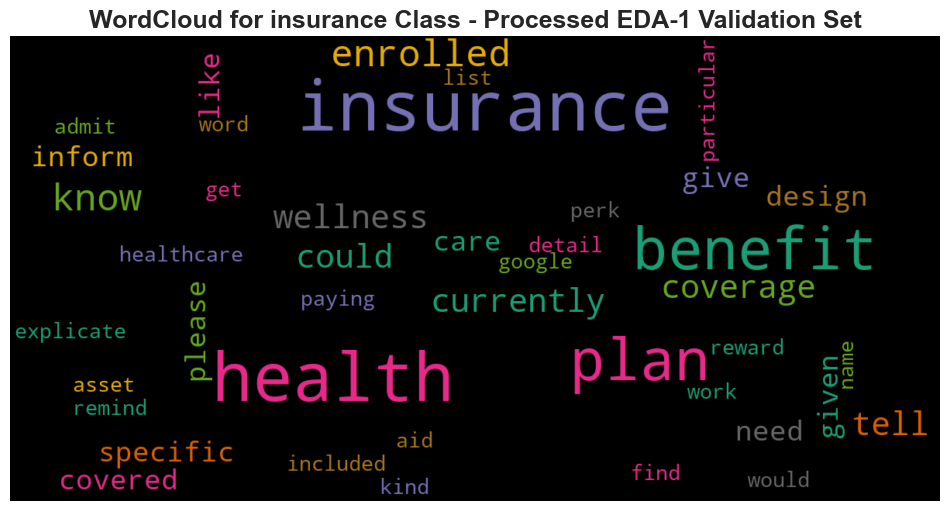 WordCloud for insurance Class - Processed EDA-1 Validation Set
enrolled
like
list
particular
insurance
admit
word
inform
know
get
give
design
wellness
perk
could
care
detail
google
healthcare
benefit
coverage
paying
currently
please
explicate
health
plan
reward
name
asset
work
remind
given
tell
need
specific
aid
included
covered
kind
find
would